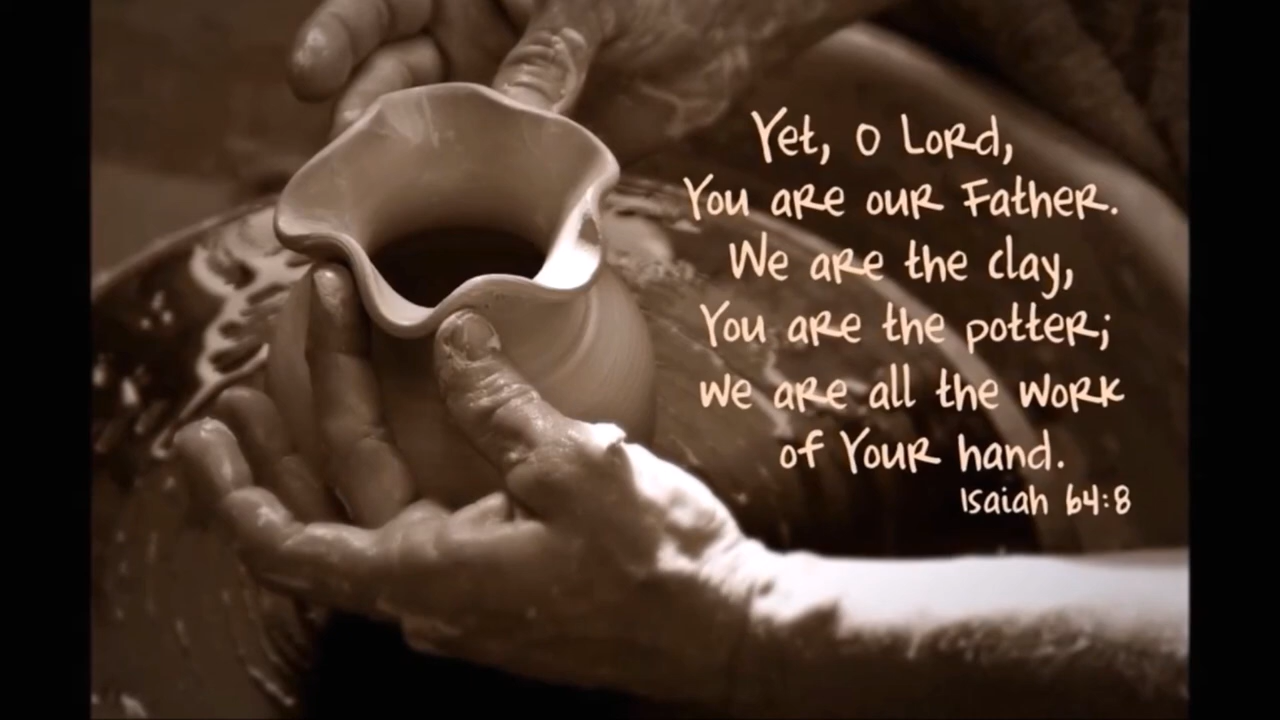 Yet, O Lord,
You are our Father.
We are the clay,
You are the potter;
we are all the work
of Your hand.
Isaiah 64:8